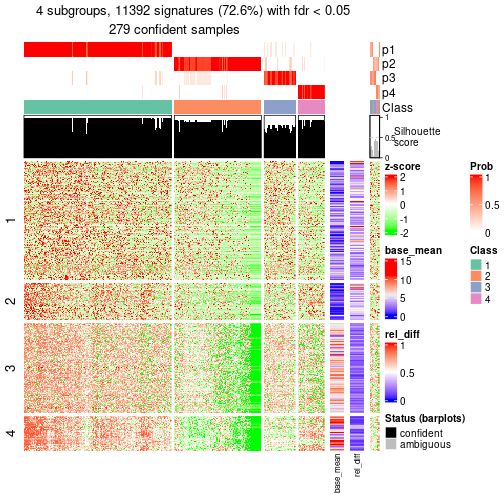 4 subgroups, 11392 signatures (72.6%) with fdr < 0.05
279 confident samples
p1
p2
p3
p4
Class
1
0.5
0
Silhouette
score
1
2
3
4
base_mean
rel_diff
z-score
2
1
0
-1
-2
base_mean
15
10
5
0
rel_diff
1
0.5
0
Status (barplots)
confident
ambiguous
Prob
1
0.5
0
Class
1
2
3
4